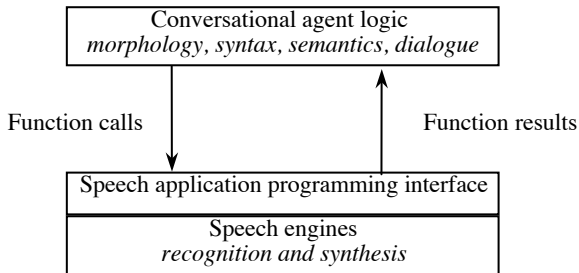 Conversational agent logic
morphology, syntax, semantics, dialogue
Function calls
Function results
Speech application programming interface
Speech engines
recognition and synthesis